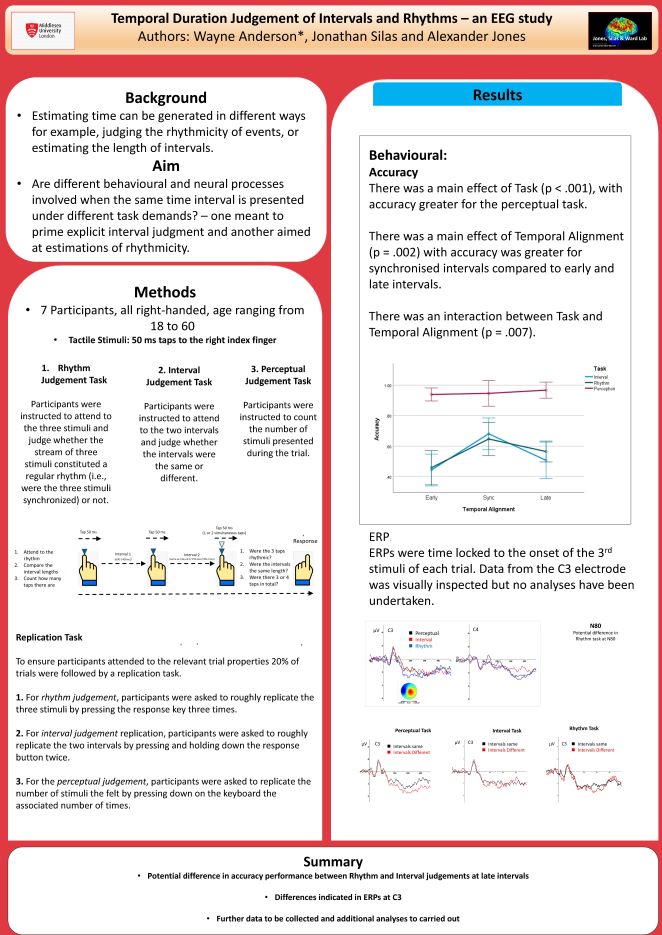 Temporal Duration Judgement of Intervals and Rhythms – an EEG study
Authors: Wayne Anderson*, Jonathan Silas and Alexander Jones
Middlesex
University
London
Jones, Silas & Ward Lab
Background
• Estimating time can be generated in different ways
for example, judging the rhythmicity of events, or
estimating the length of intervals.
Aim
• Are different behavioural and neural processes
involved when the same time interval is presented
under different task demands? – one meant to
prime explicit interval judgment and another aimed
at estimations of rhythmicity.
Methods
• 7 Participants, all right-handed, age ranging from
18 to 60
• Tactile Stimuli: 50 ms taps to the right index finger
1. Rhythm
Judgement Task
Participants were
instructed to attend to
the three stimuli and
judge whether the
stream of three
stimuli constituted a
regular rhythm (i.e.,
were the three stimuli
synchronized) or not.
2. Interval
Judgement Task
Participants were
instructed to attend
to the two intervals
and judge whether
the intervals were
the same or
different.
3. Perceptual
Judgement Task
Participants were
instructed to count
the number of
stimuli presented
during the trial.
Tap 50 ms
Tap 50 ms
Tap 50 ms
(1 or 2 simultaneous taps)
Response
1. Attend to the
rhythm
2. Compare the
interval lengths
3. Count how many
taps there are
Interval 1
Interval 2
1. Were the 3 taps
rhythmic?
2. Were the intervals
the same length?
3. Were there 3 or 4
taps in total?
Replication Task
To ensure participants attended to the relevant trial properties 20% of
trials were followed by a replication task.
1. For rhythm judgement, participants were asked to roughly replicate the
three stimuli by pressing the response key three times.
2. For interval judgement replication, participants were asked to roughly
replicate the two intervals by pressing and holding down the response
button twice.
3. For the perceptual judgement, participants were asked to replicate the
number of stimuli the felt by pressing down on the keyboard the
associated number of times.
Results
Behavioural:
Accuracy
There was a main effect of Task (p < .001), with
accuracy greater for the perceptual task.
There was a main effect of Temporal Alignment
(p = .002) with accuracy was greater for
synchronised intervals compared to early and
late intervals.
There was an interaction between Task and
Temporal Alignment (p = .007).
Task
Interval
Rhythm
Perception
Accuracy
1.00
.80
.60
.40
Early
Sync
Late
Temporal Alignment
ERP
ERPs were time locked to the onset of the 3rd
stimuli of each trial. Data from the C3 electrode
was visually inspected but no analyses have been
undertaken.
µV C3
Perceptual
Interval
Rhythm
C4
N80
Potential difference in
Rhythm task at N80
Perceptual Task
µV C3
Intervals same
Intervals Different
Interval Task
µV C3
Intervals same
Intervals Different
Rhythm Task
µV C3
Intervals same
Intervals Different
Summary
• Potential difference in accuracy performance between Rhythm and Interval judgements at late intervals
• Differences indicated in ERPs at C3
• Further data to be collected and additional analyses to carried out